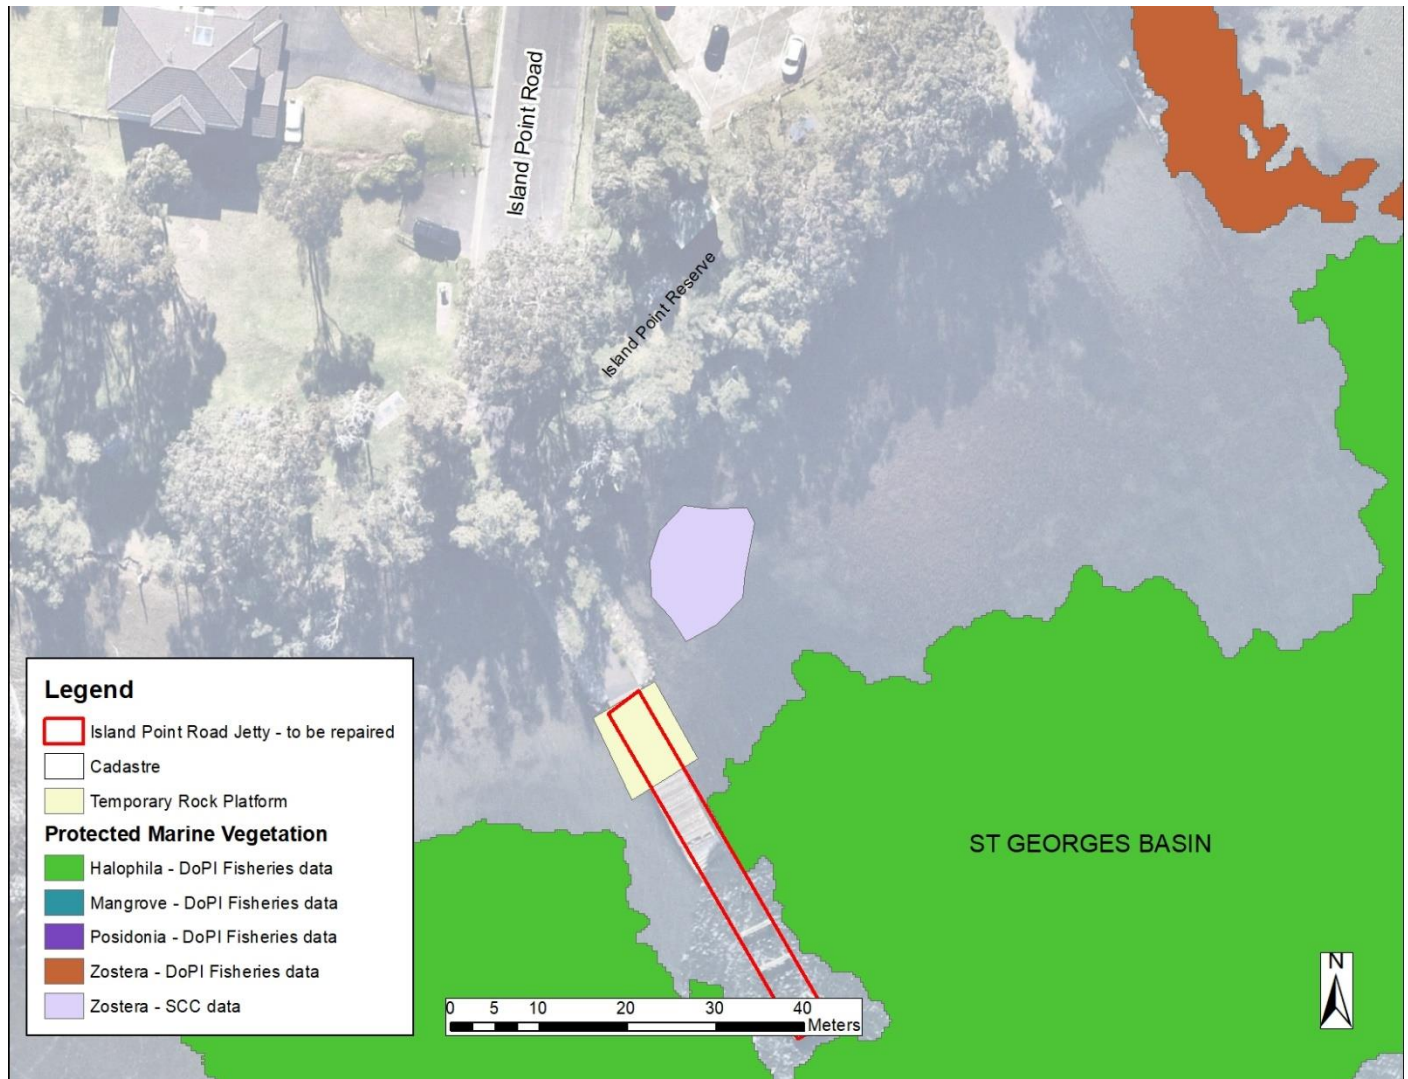 Island Point Road
Island Point Reserve
ST GEORGES BASIN
Legend
Island Point Road Jetty - to be repaired
Cadastre
Temporary Rock Platform
Protected Marine Vegetation
Halophila - DoPI Fisheries data
Mangrove - DoPI Fisheries data
Posidonia - DoPI Fisheries data
Zostera - DoPI Fisheries data
Zostera - SCC data
0 5 10 20 30 40
Meters
N